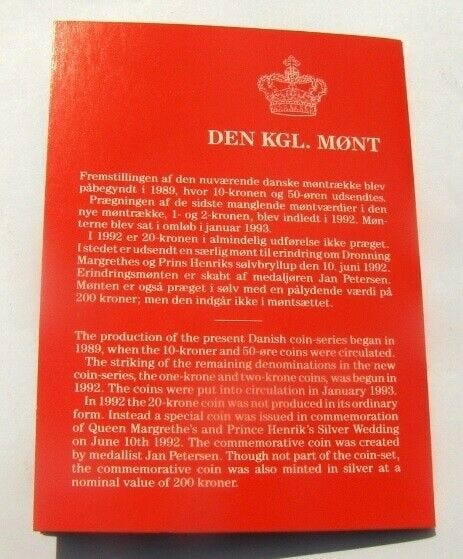 DEN KGL. MØNT
Fremstillingen af den nuværende danske møntrække blev
påbegyndt i 1989, hvor 10-kronen og 50-øren udsendtes.
Prægningen af de sidste manglende møntværdier i den
nye møntrække, 1- og 2-kronen, blev indledt i 1992. Møn-
terne blev sat i omløb i januar 1993.
I 1992 er 20-kronen i almindelig udførelse ikke præget.
I stedet er udsendt en særlig mønt til erindring om Dronning
Margrethes og Prins Henriks sølvbryllup den 10. juni 1992.
Erindringsmønten er skabt af medaljøren Jan Petersen.
Mønten er også præget i sølv med en pålydende værdi på
200 kroner; men den indgår ikke i møntsættet.
The production of the present Danish coin-series began in
1989, when the 10-kroner and 50-øre coins were circulated.
The striking of the remaining denominations in the new
coin-series, the one-krone and two-krone coins, was begun in
1992. The coins were put into circulation in January 1993.
In 1992 the 20-krone coin was not produced in its ordinary
form. Instead a special coin was issued in commemoration
of Queen Margrethe's and Prince Henrik's Silver Wedding
on June 10th 1992. The commemorative coin was created
by medallist Jan Petersen. Though not part of the coin-set,
the commemorative coin was also minted in silver at a
nominal value of 200 kroner.